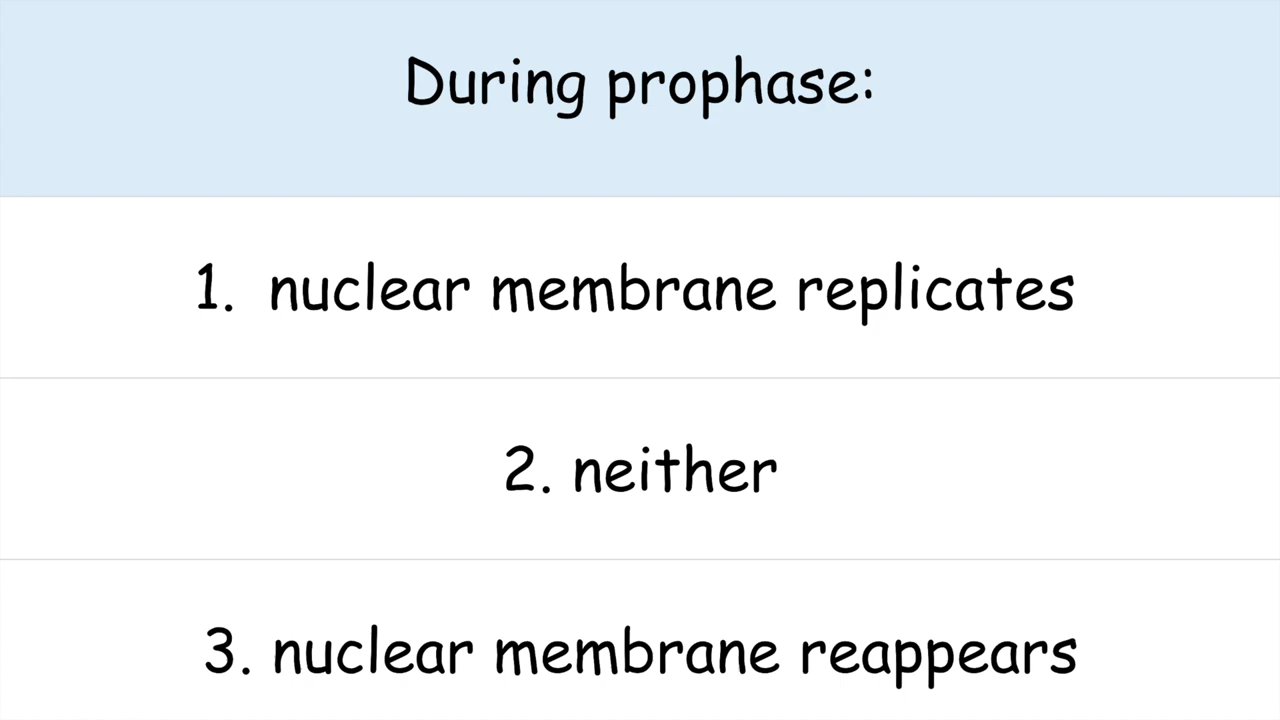 During prophase:
1. nuclear membrane replicates
2. neither
3. nuclear membrane reappears